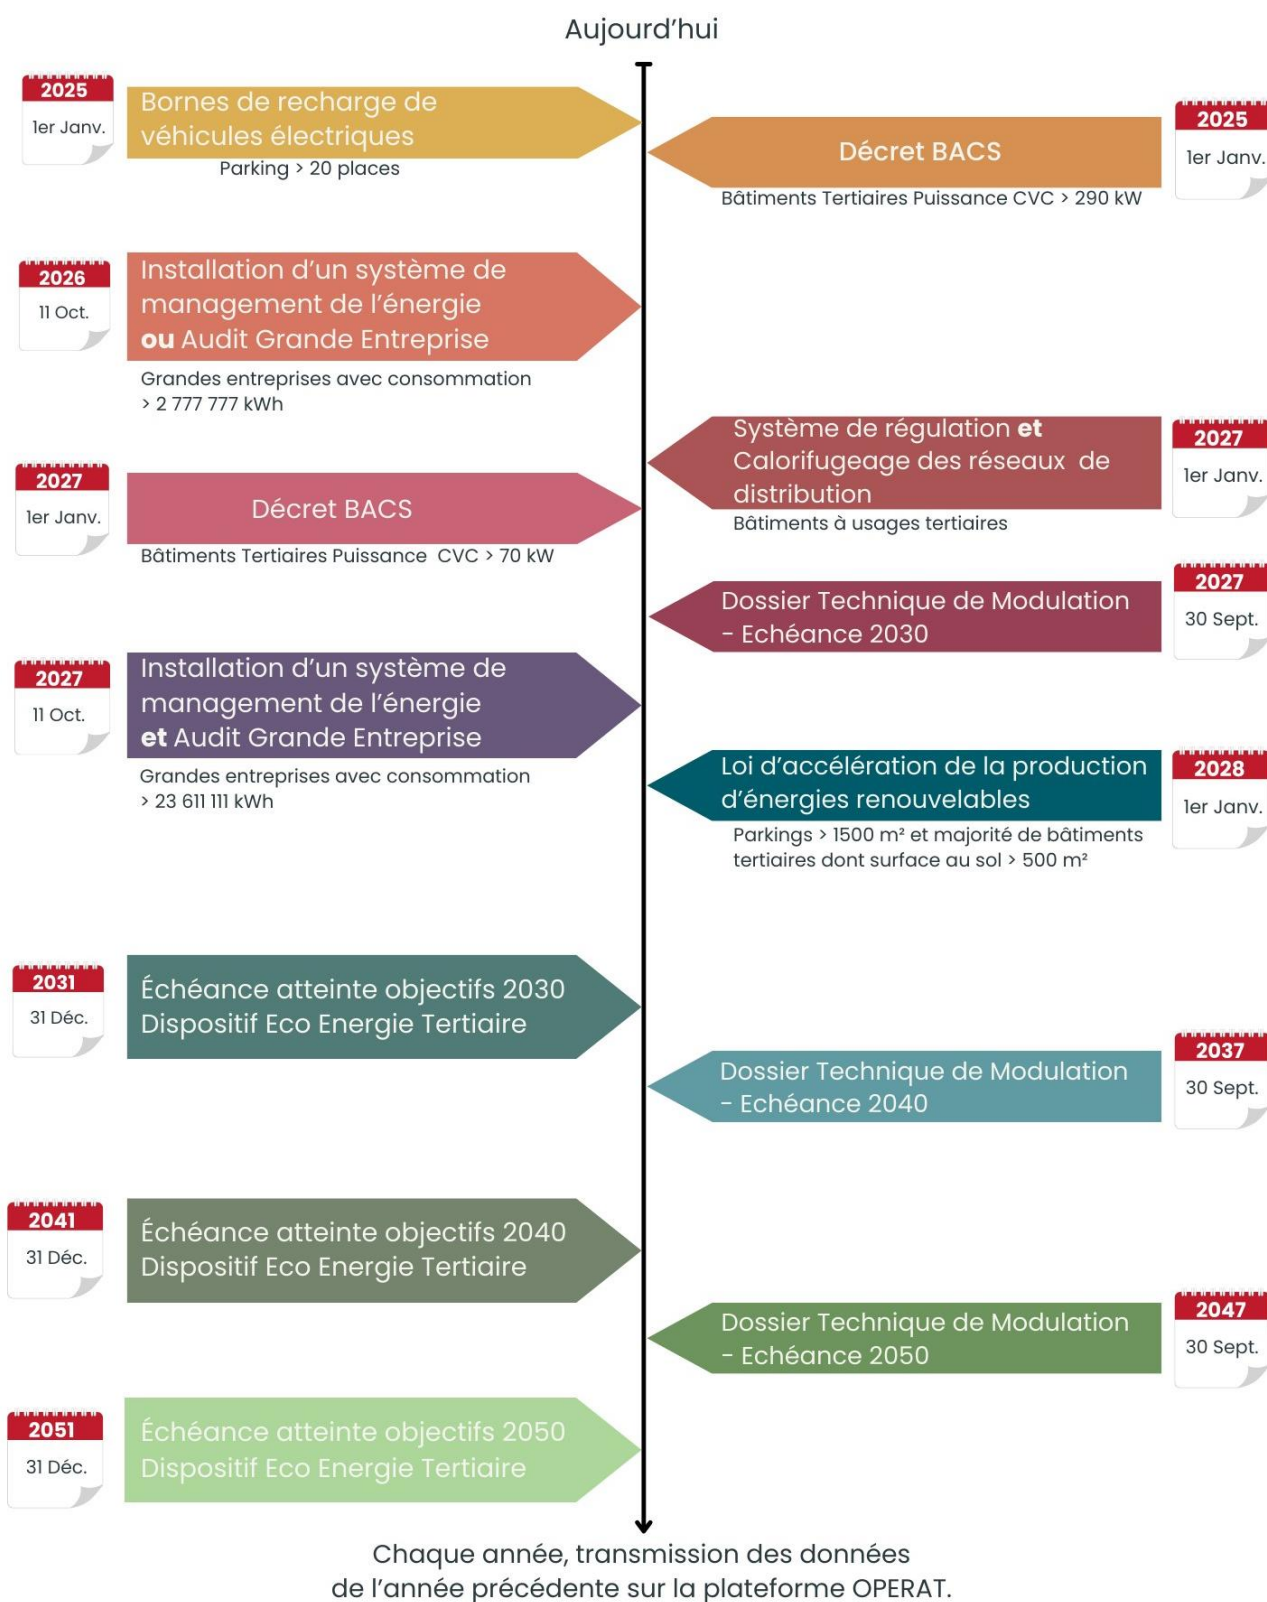 Aujourd'hui
2025
1er Janv.
Bornes de recharge de
véhicules électriques
Parking > 20 places
2025
1er Janv.
Décret BACS
Bâtiments Tertiaires Puissance CVC > 290 kW
2026
11 Oct.
Installation d'un système de
management de l'énergie
ou Audit Grande Entreprise
Grandes entreprises avec consommation
> 2 777 777 kWh
2027
1er Janv.
Système de régulation et
Calorifugeage des réseaux de
distribution
Bâtiments à usages tertiaires
2027
1er Janv.
Décret BACS
Bâtiments Tertiaires Puissance CVC > 70 kW
2027
30 Sept.
Dossier Technique de Modulation
- Echéance 2030
2027
11 Oct.
Installation d'un système de
management de l'énergie
et Audit Grande Entreprise
Grandes entreprises avec consommation
> 23 611 111 kWh
2028
1er Janv.
Loi d'accélération de la production
d'énergies renouvelables
Parkings > 1500 m² et majorité de bâtiments
tertiaires dont surface au sol > 500 m²
2031
31 Déc.
Échéance atteinte objectifs 2030
Dispositif Eco Energie Tertiaire
2037
30 Sept.
Dossier Technique de Modulation
- Echéance 2040
2041
31 Déc.
Échéance atteinte objectifs 2040
Dispositif Eco Energie Tertiaire
2047
30 Sept.
Dossier Technique de Modulation
- Echéance 2050
2051
31 Déc.
Échéance atteinte objectifs 2050
Dispositif Eco Energie Tertiaire
Chaque année, transmission des données
de l'année précédente sur la plateforme OPERAT.